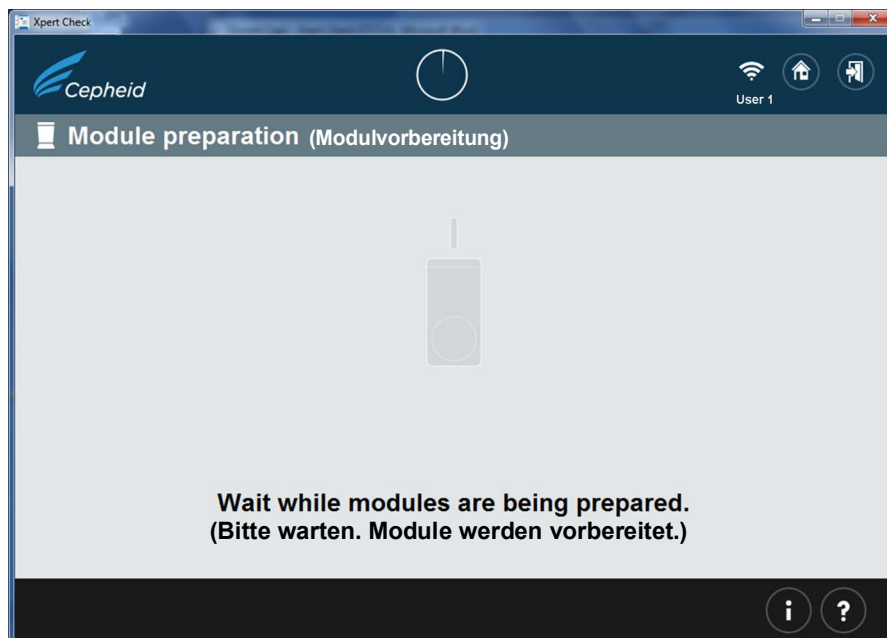 Xpert Check
Cepheid
User 1
Module preparation (Modulvorbereitung)
Wait while modules are being prepared.
(Bitte warten. Module werden vorbereitet.)
i ?